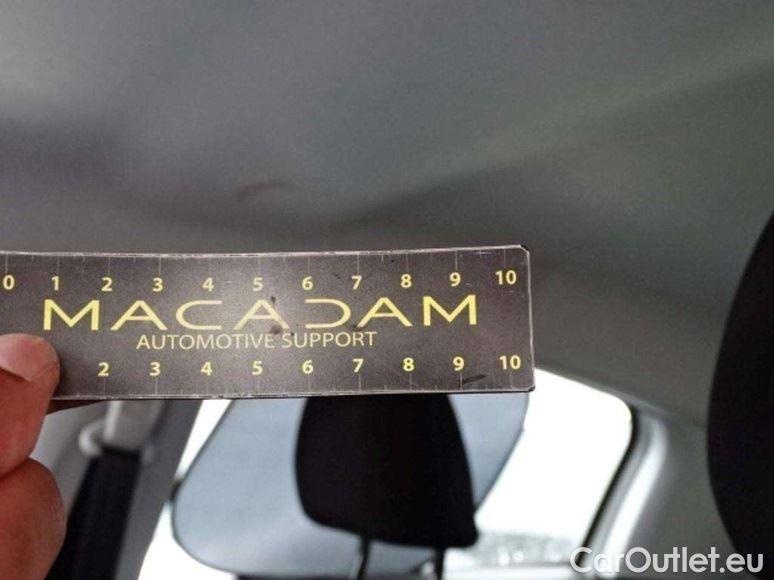 0 1 2 3 4 5 6 7 8 9 10
MACADAM
AUTOMOTIVE SUPPORT
2 3 4 5 6 7 8 9 10
CarOutlet.eu